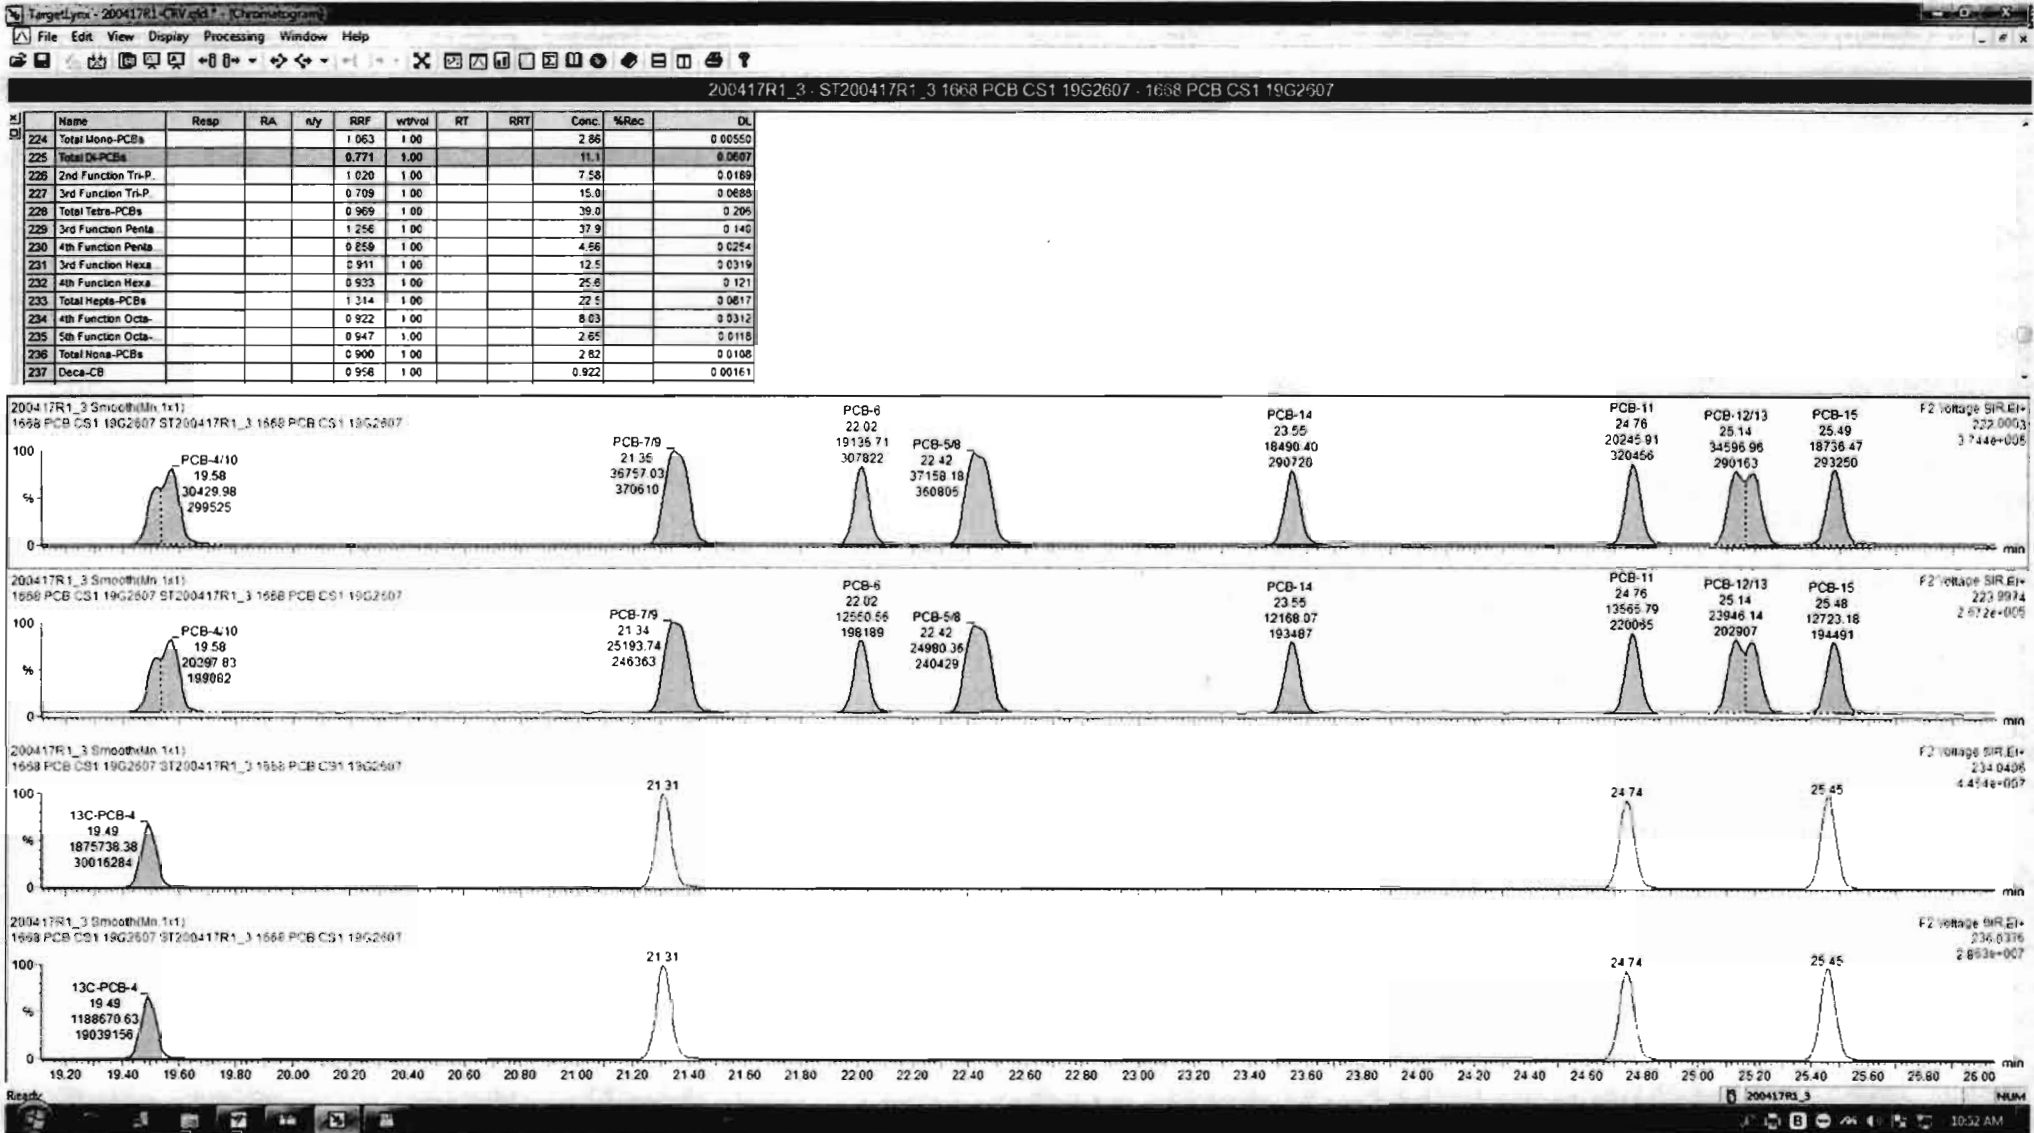 TargetLynx - 200417R1-CRV.qld * - [Chromatogram]
File Edit View Display Processing Window Help
200417R1_3 - ST200417R1_3 1668 PCB CS1 19G2607 - 1668 PCB CS1 19G2607
Name Resp RA n/y RRF wt/vol RT RRT Conc. %Rec DL
224 Total Mono-PCBs 1.063 1.00 2.86 0.00550
225 Total Di-PCBs 0.771 1.00 11.1 0.0607
226 2nd Function Tri-P.. 1.020 1.00 7.58 0.0189
227 3rd Function Tri-P.. 0.709 1.00 15.0 0.0688
228 Total Tetra-PCBs 0.969 1.00 39.0 0.206
229 3rd Function Penta.. 1.256 1.00 37.9 0.140
230 4th Function Penta.. 0.859 1.00 4.56 0.0254
231 3rd Function Hexa.. 0.911 1.00 12.5 0.0319
232 4th Function Hexa.. 0.933 1.00 25.6 0.121
233 Total Hepta-PCBs 1.314 1.00 22.5 0.0617
234 4th Function Octa-.. 0.922 1.00 8.03 0.0312
235 5th Function Octa-.. 0.947 1.00 2.65 0.0118
236 Total Nona-PCBs 0.900 1.00 2.82 0.0108
237 Deca-CB 0.956 1.00 0.922 0.00161
200417R1_3 Smooth(Mn,1x1)
1668 PCB CS1 19G2607 ST200417R1_3 1668 PCB CS1 19G2607
F2:Voltage SIR,EI+
222.0003
3.744e+005
100
%
0
PCB-4/10
19.58
30429.98
299525
PCB-7/9
21.35
36757.03
370610
PCB-6
22.02
19135.71
307822
PCB-5/8
22.42
37158.18
360805
PCB-14
23.55
18490.40
290720
PCB-11
24.76
20245.91
320456
PCB-12/13
25.14
34596.96
290163
PCB-15
25.49
18736.47
293250
min
200417R1_3 Smooth(Mn,1x1)
1668 PCB CS1 19G2607 ST200417R1_3 1668 PCB CS1 19G2607
F2:Voltage SIR,EI+
223.9974
2.672e+005
100
%
0
PCB-4/10
19.58
20397.83
199082
PCB-7/9
21.34
25193.74
246363
PCB-6
22.02
12550.56
198189
PCB-5/8
22.42
24980.36
240429
PCB-14
23.55
12168.07
193487
PCB-11
24.76
13565.79
220065
PCB-12/13
25.14
23946.14
202907
PCB-15
25.48
12723.18
194491
min
200417R1_3 Smooth(Mn,1x1)
1668 PCB CS1 19G2607 ST200417R1_3 1668 PCB CS1 19G2607
F2:Voltage SIR,EI+
234.0406
4.454e+007
100
%
0
13C-PCB-4
19.49
1875738.38
30016284
21.31
24.74
25.45
min
200417R1_3 Smooth(Mn,1x1)
1668 PCB CS1 19G2607 ST200417R1_3 1668 PCB CS1 19G2607
F2:Voltage SIR,EI+
236.0376
2.863e+007
100
%
0
13C-PCB-4
19.49
1188670.63
19039156
21.31
24.74
25.45
min
19.20 19.40 19.60 19.80 20.00 20.20 20.40 20.60 20.80 21.00 21.20 21.40 21.60 21.80 22.00 22.20 22.40 22.60 22.80 23.00 23.20 23.40 23.60 23.80 24.00 24.20 24.40 24.60 24.80 25.00 25.20 25.40 25.60 25.80 26.00
Ready
200417R1_3 NUM
10:52 AM